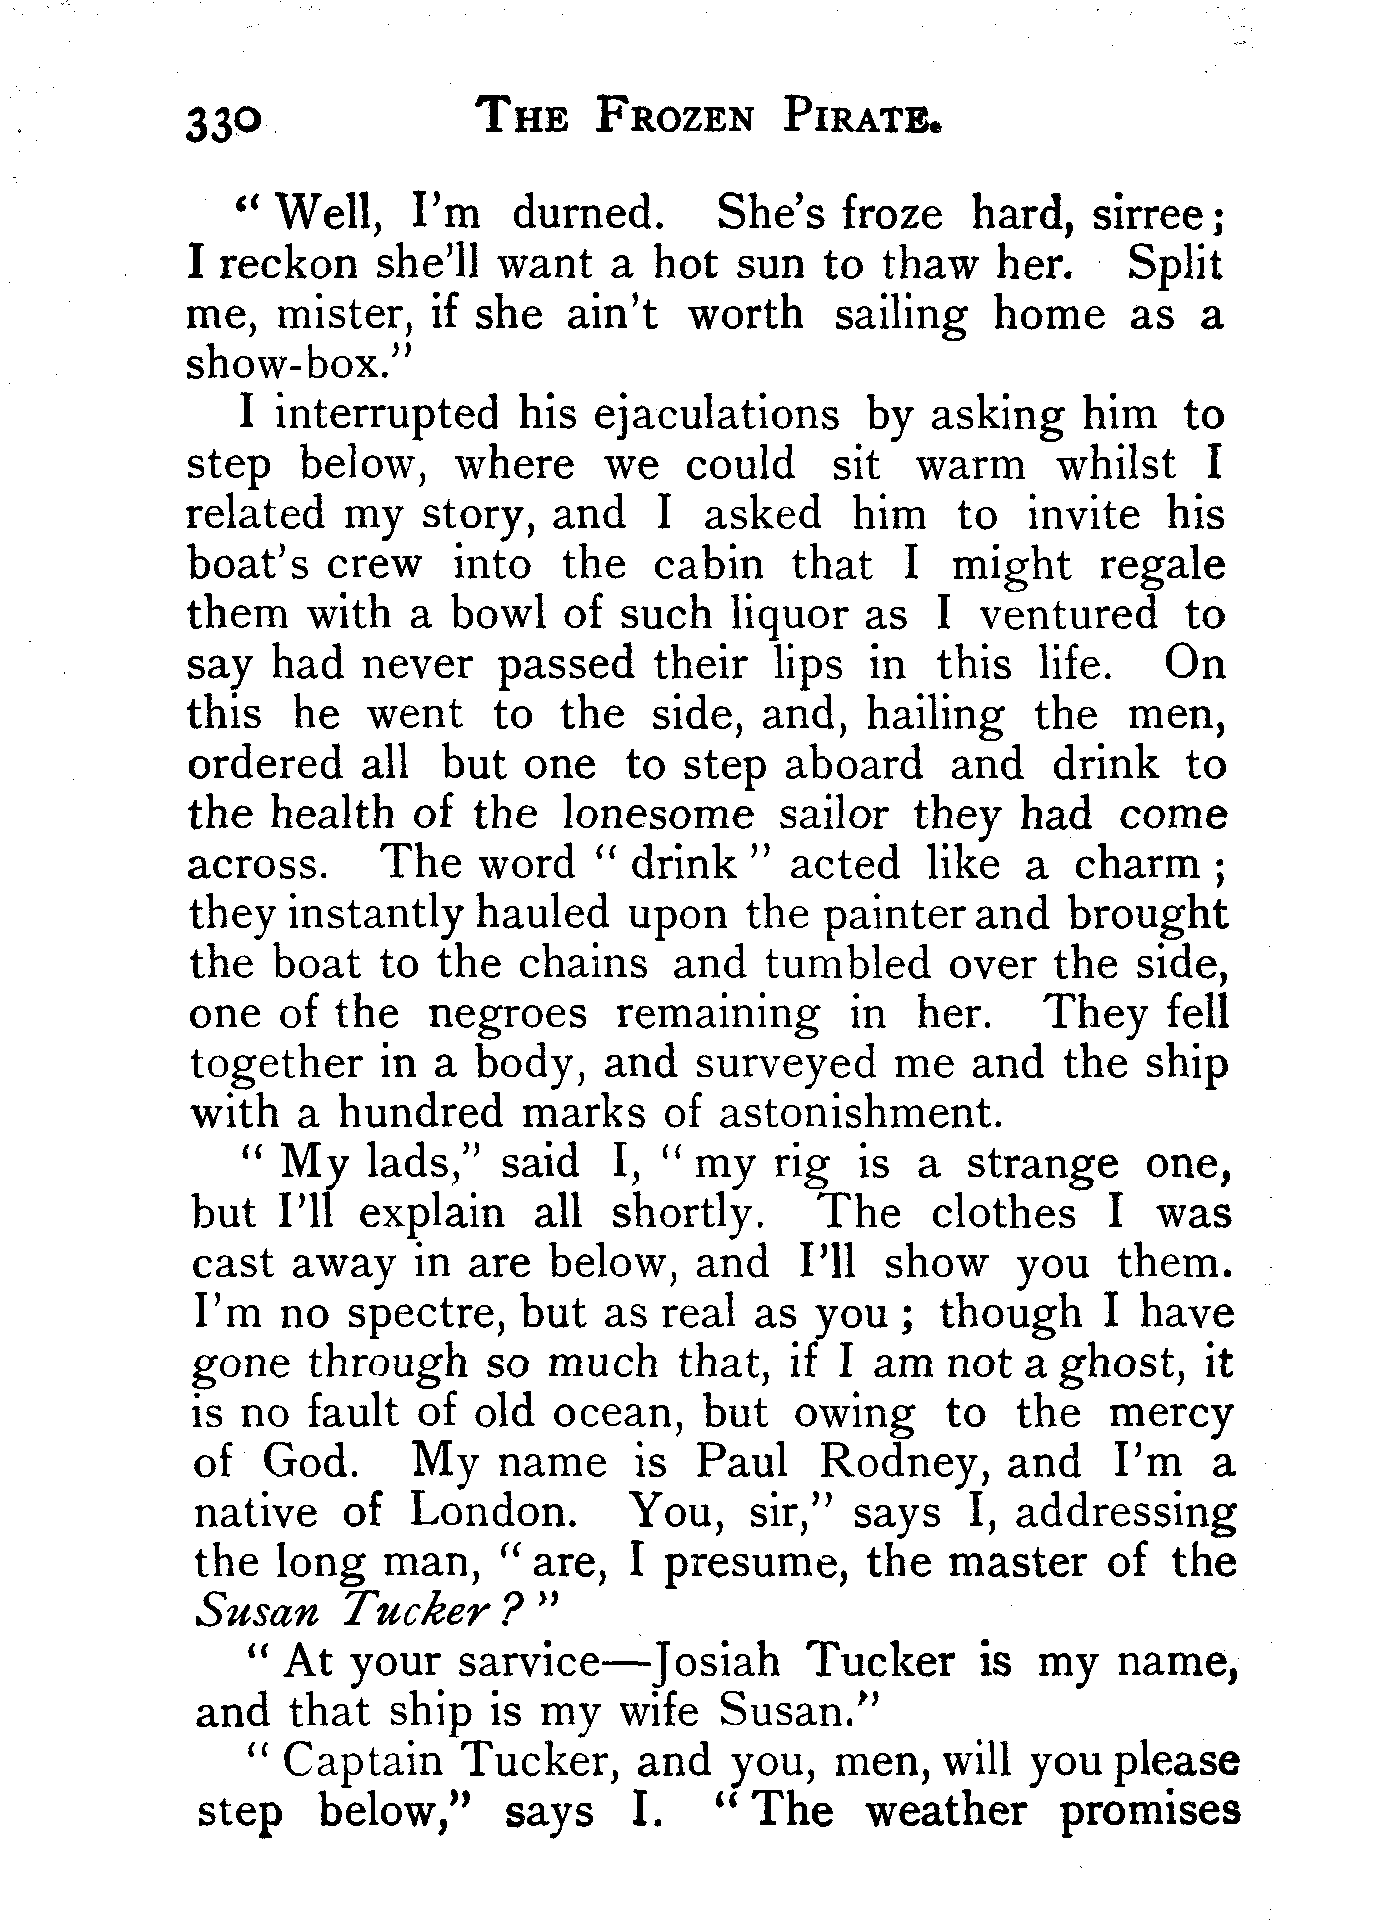 330 THE FROZEN PIRATE.
“ Well, I’m durned. She’s froze hard, sirree ;
I reckon she’ll want a hot sun to thaw her. Split
me, mister, if she ain’t worth sailing home as a
show-box.”
I interrupted his ejaculations by asking him to
step below, where we could sit warm whilst I
related my story, and I asked him to invite his
boat’s crew into the cabin that I might regale
them with a bowl of such liquor as I ventured to
say had never passed their lips in this life. On
this he went to the side, and, hailing the men,
ordered all but one to step aboard and drink to
the health of the lonesome sailor they had come
across. The word “ drink ” acted like a charm ;
they instantly hauled upon the painter and brought
the boat to the chains and tumbled over the side,
one of the negroes remaining in her. They fell
together in a body, and surveyed me and the ship
with a hundred marks of astonishment.
“ My lads,” said I, “ my rig is a strange one,
but I’ll explain all shortly. The clothes I was
cast away in are below, and I’ll show you them.
I’m no spectre, but as real as you ; though I have
gone through so much that, if I am not a ghost, it
is no fault of old ocean, but owing to the mercy
of God. My name is Paul Rodney, and I’m a
native of London. You, sir,” says I, addressing
the long man, “ are, I presume, the master of the
Susan Tucker ? ”
“ At your sarvice—Josiah Tucker is my name,
and that ship is my wife Susan.”
“ Captain Tucker, and you, men, will you please
step below,” says I. “ The weather promises